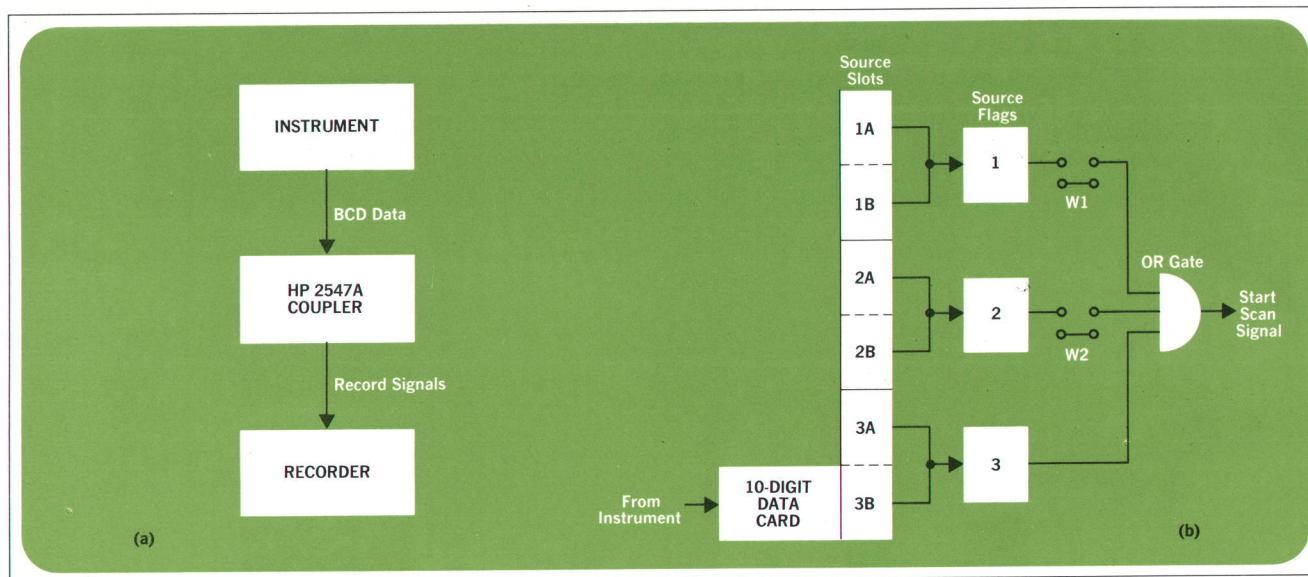 INSTRUMENT
BCD Data
HP 2547A
COUPLER
Record Signals
RECORDER
(a)
Source
Slots
1A
1B
2A
2B
3A
3B
From
Instrument
10-DIGIT
DATA
CARD
Source
Flags
1
2
3
W1
W2
OR Gate
Start
Scan
Signal
(b)